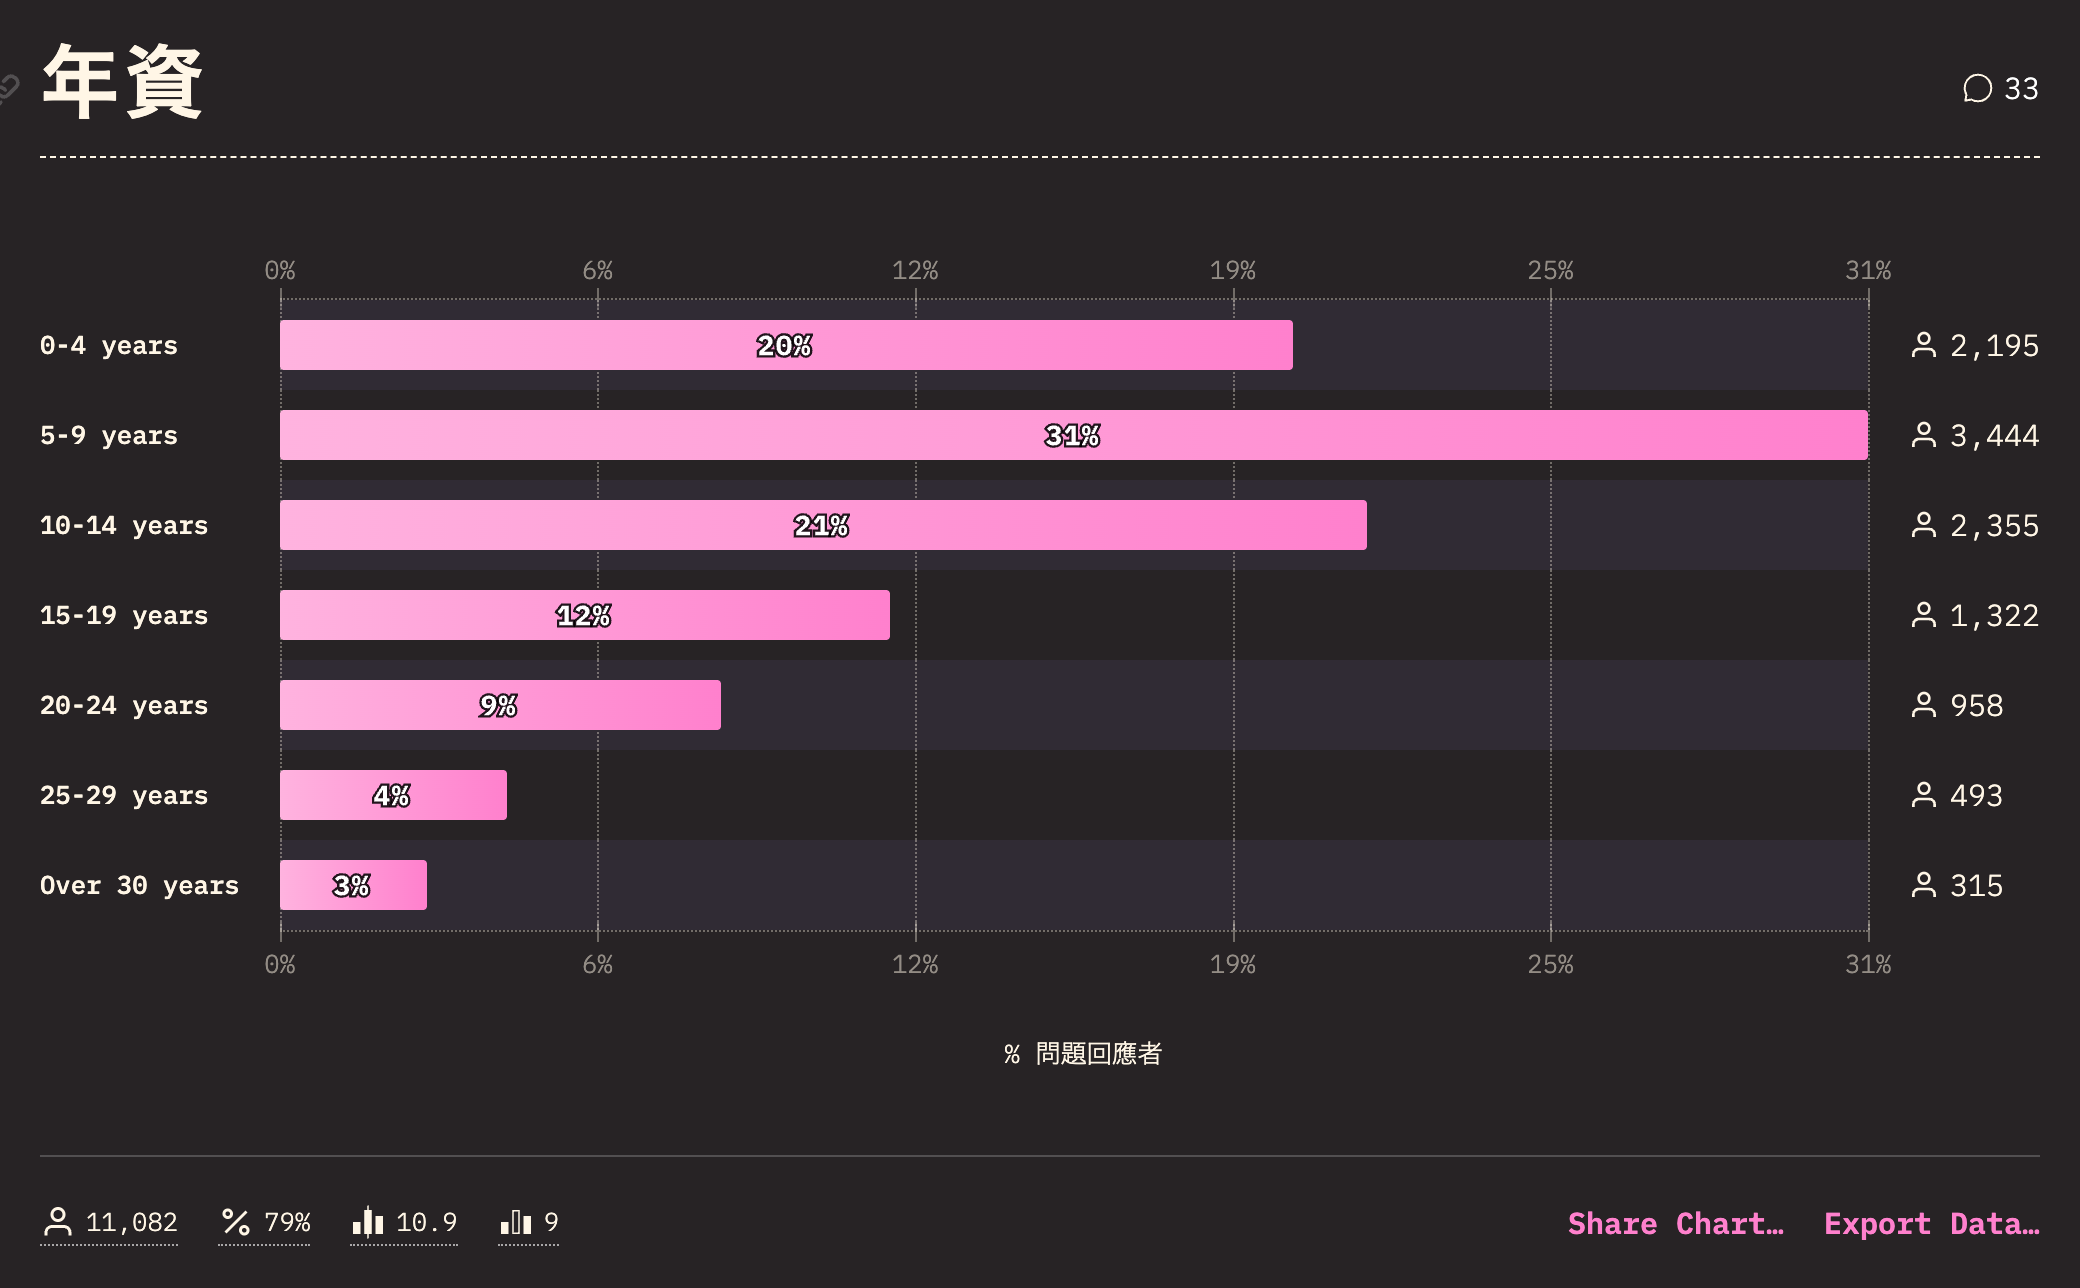 年資
33
0% 6% 12% 19% 25% 31%
0-4 years 20% 2,195
5-9 years 31% 3,444
10-14 years 21% 2,355
15-19 years 12% 1,322
20-24 years 9% 958
25-29 years 4% 493
Over 30 years 3% 315
0% 6% 12% 19% 25% 31%
% 問題回應者
11,082 79% 10.9 9 Share Chart… Export Data…